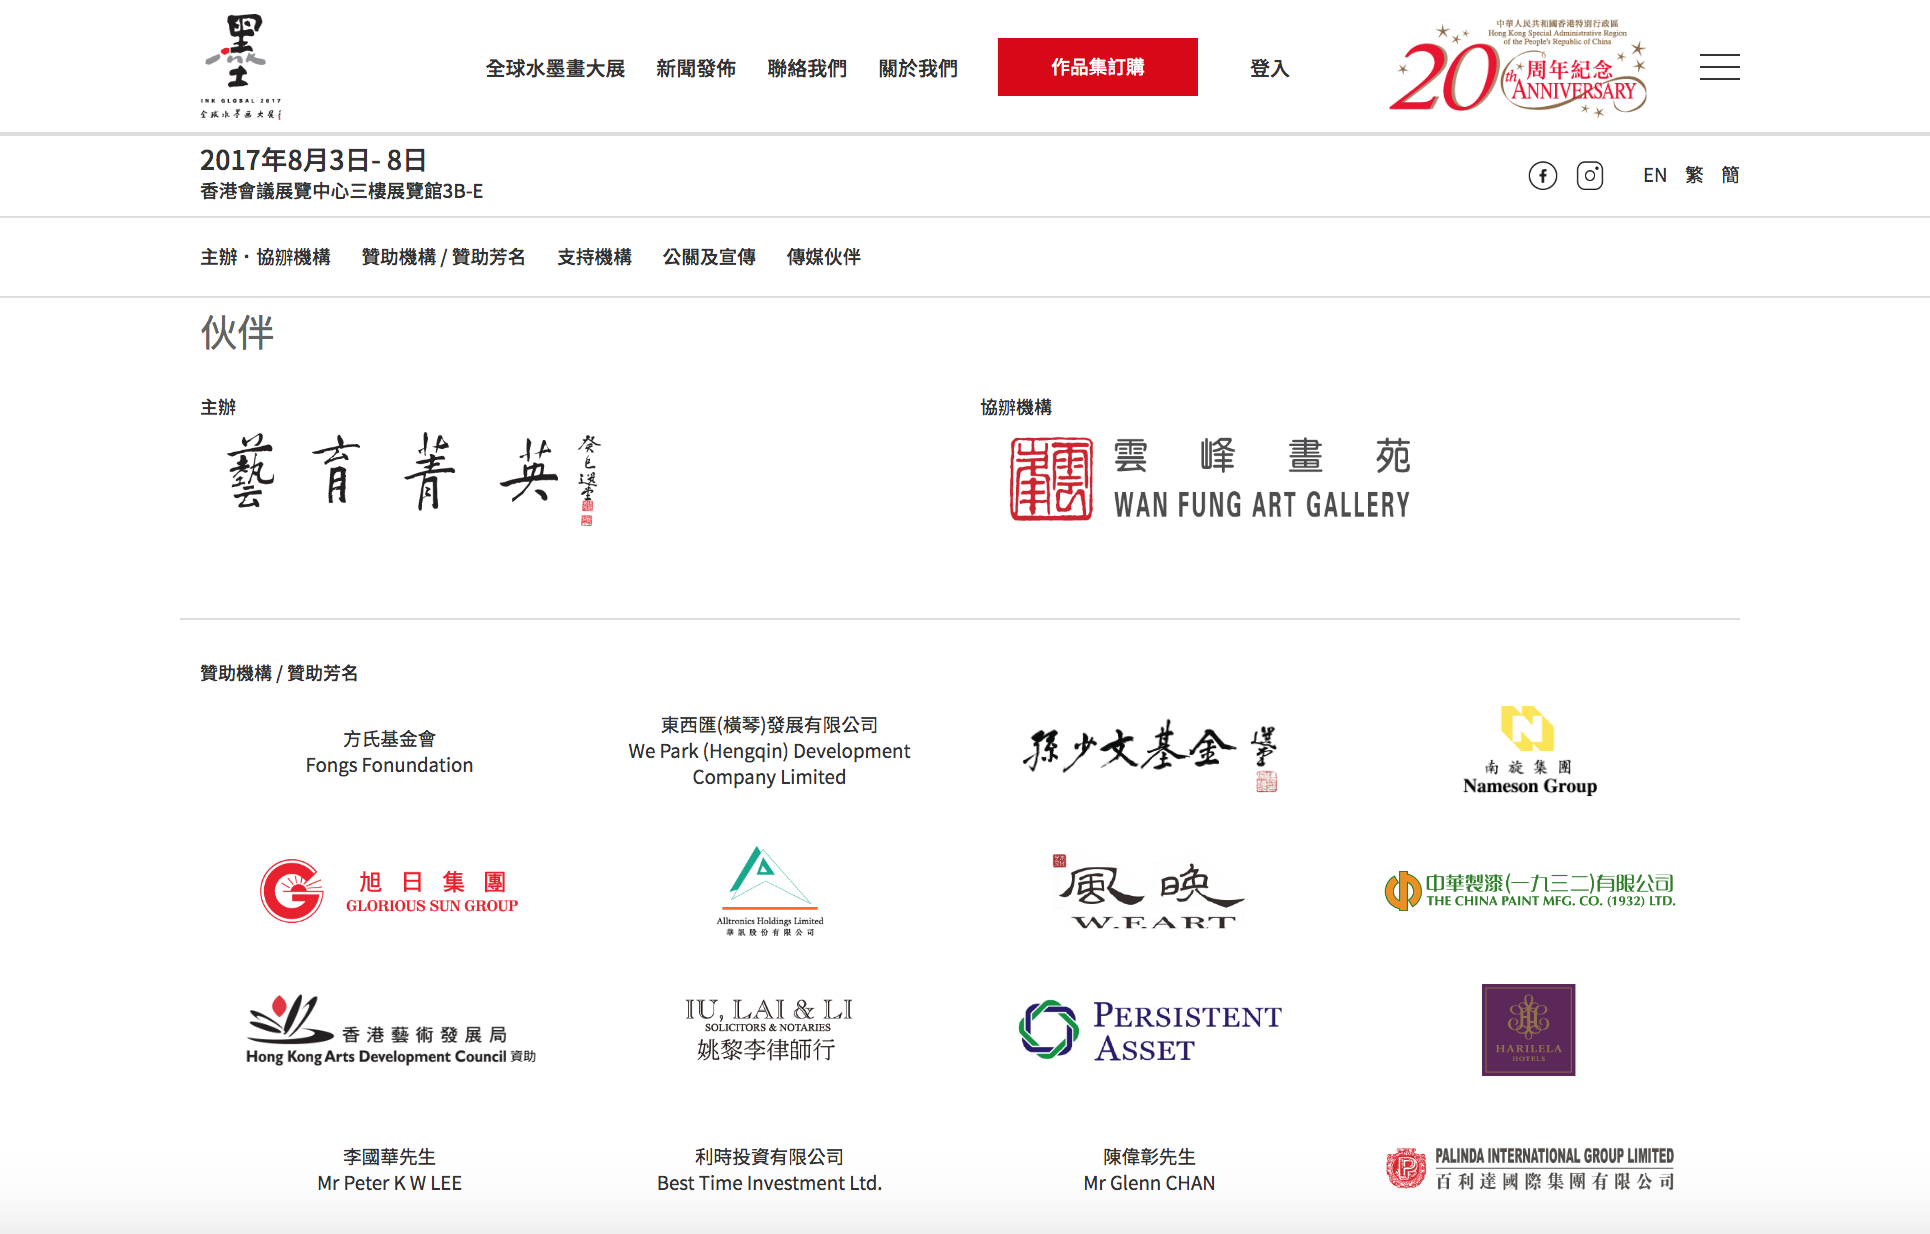 墨
INK GLOBAL 2017
全球水墨画大展
全球水墨畫大展
新聞發佈
聯絡我們
關於我們
作品集訂購
登入
中華人民共和國香港特別行政區
Hong Kong Special Administrative Region
of the People's Republic of China
20th 周年紀念
ANNIVERSARY
2017年8月3日- 8日
香港會議展覽中心三樓展覽館3B-E
EN 繁 簡
主辦・協辦機構
贊助機構 / 贊助芳名
支持機構
公關及宣傳
傳媒伙伴
伙伴
主辦
藝育菁英
癸巳選堂
協辦機構
雲峰畫苑
WAN FUNG ART GALLERY
贊助機構 / 贊助芳名
方氏基金會
Fongs Fonundation
東西匯(橫琴)發展有限公司
We Park (Hengqin) Development
Company Limited
孫少文基金 選堂
南旋集團
Nameson Group
旭日集團
GLORIOUS SUN GROUP
Alltronics Holdings Limited
華訊股份有限公司
風映
W.F.ART
中華製漆(一九三二)有限公司
THE CHINA PAINT MFG. CO. (1932) LTD.
香港藝術發展局
Hong Kong Arts Development Council 資助
IU, LAI & LI
SOLICITORS & NOTARIES
姚黎李律師行
PERSISTENT
ASSET
HARILELA
HOTELS
李國華先生
Mr Peter K W LEE
利時投資有限公司
Best Time Investment Ltd.
陳偉彰先生
Mr Glenn CHAN
PALINDA INTERNATIONAL GROUP LIMITED
百利達國際集團有限公司